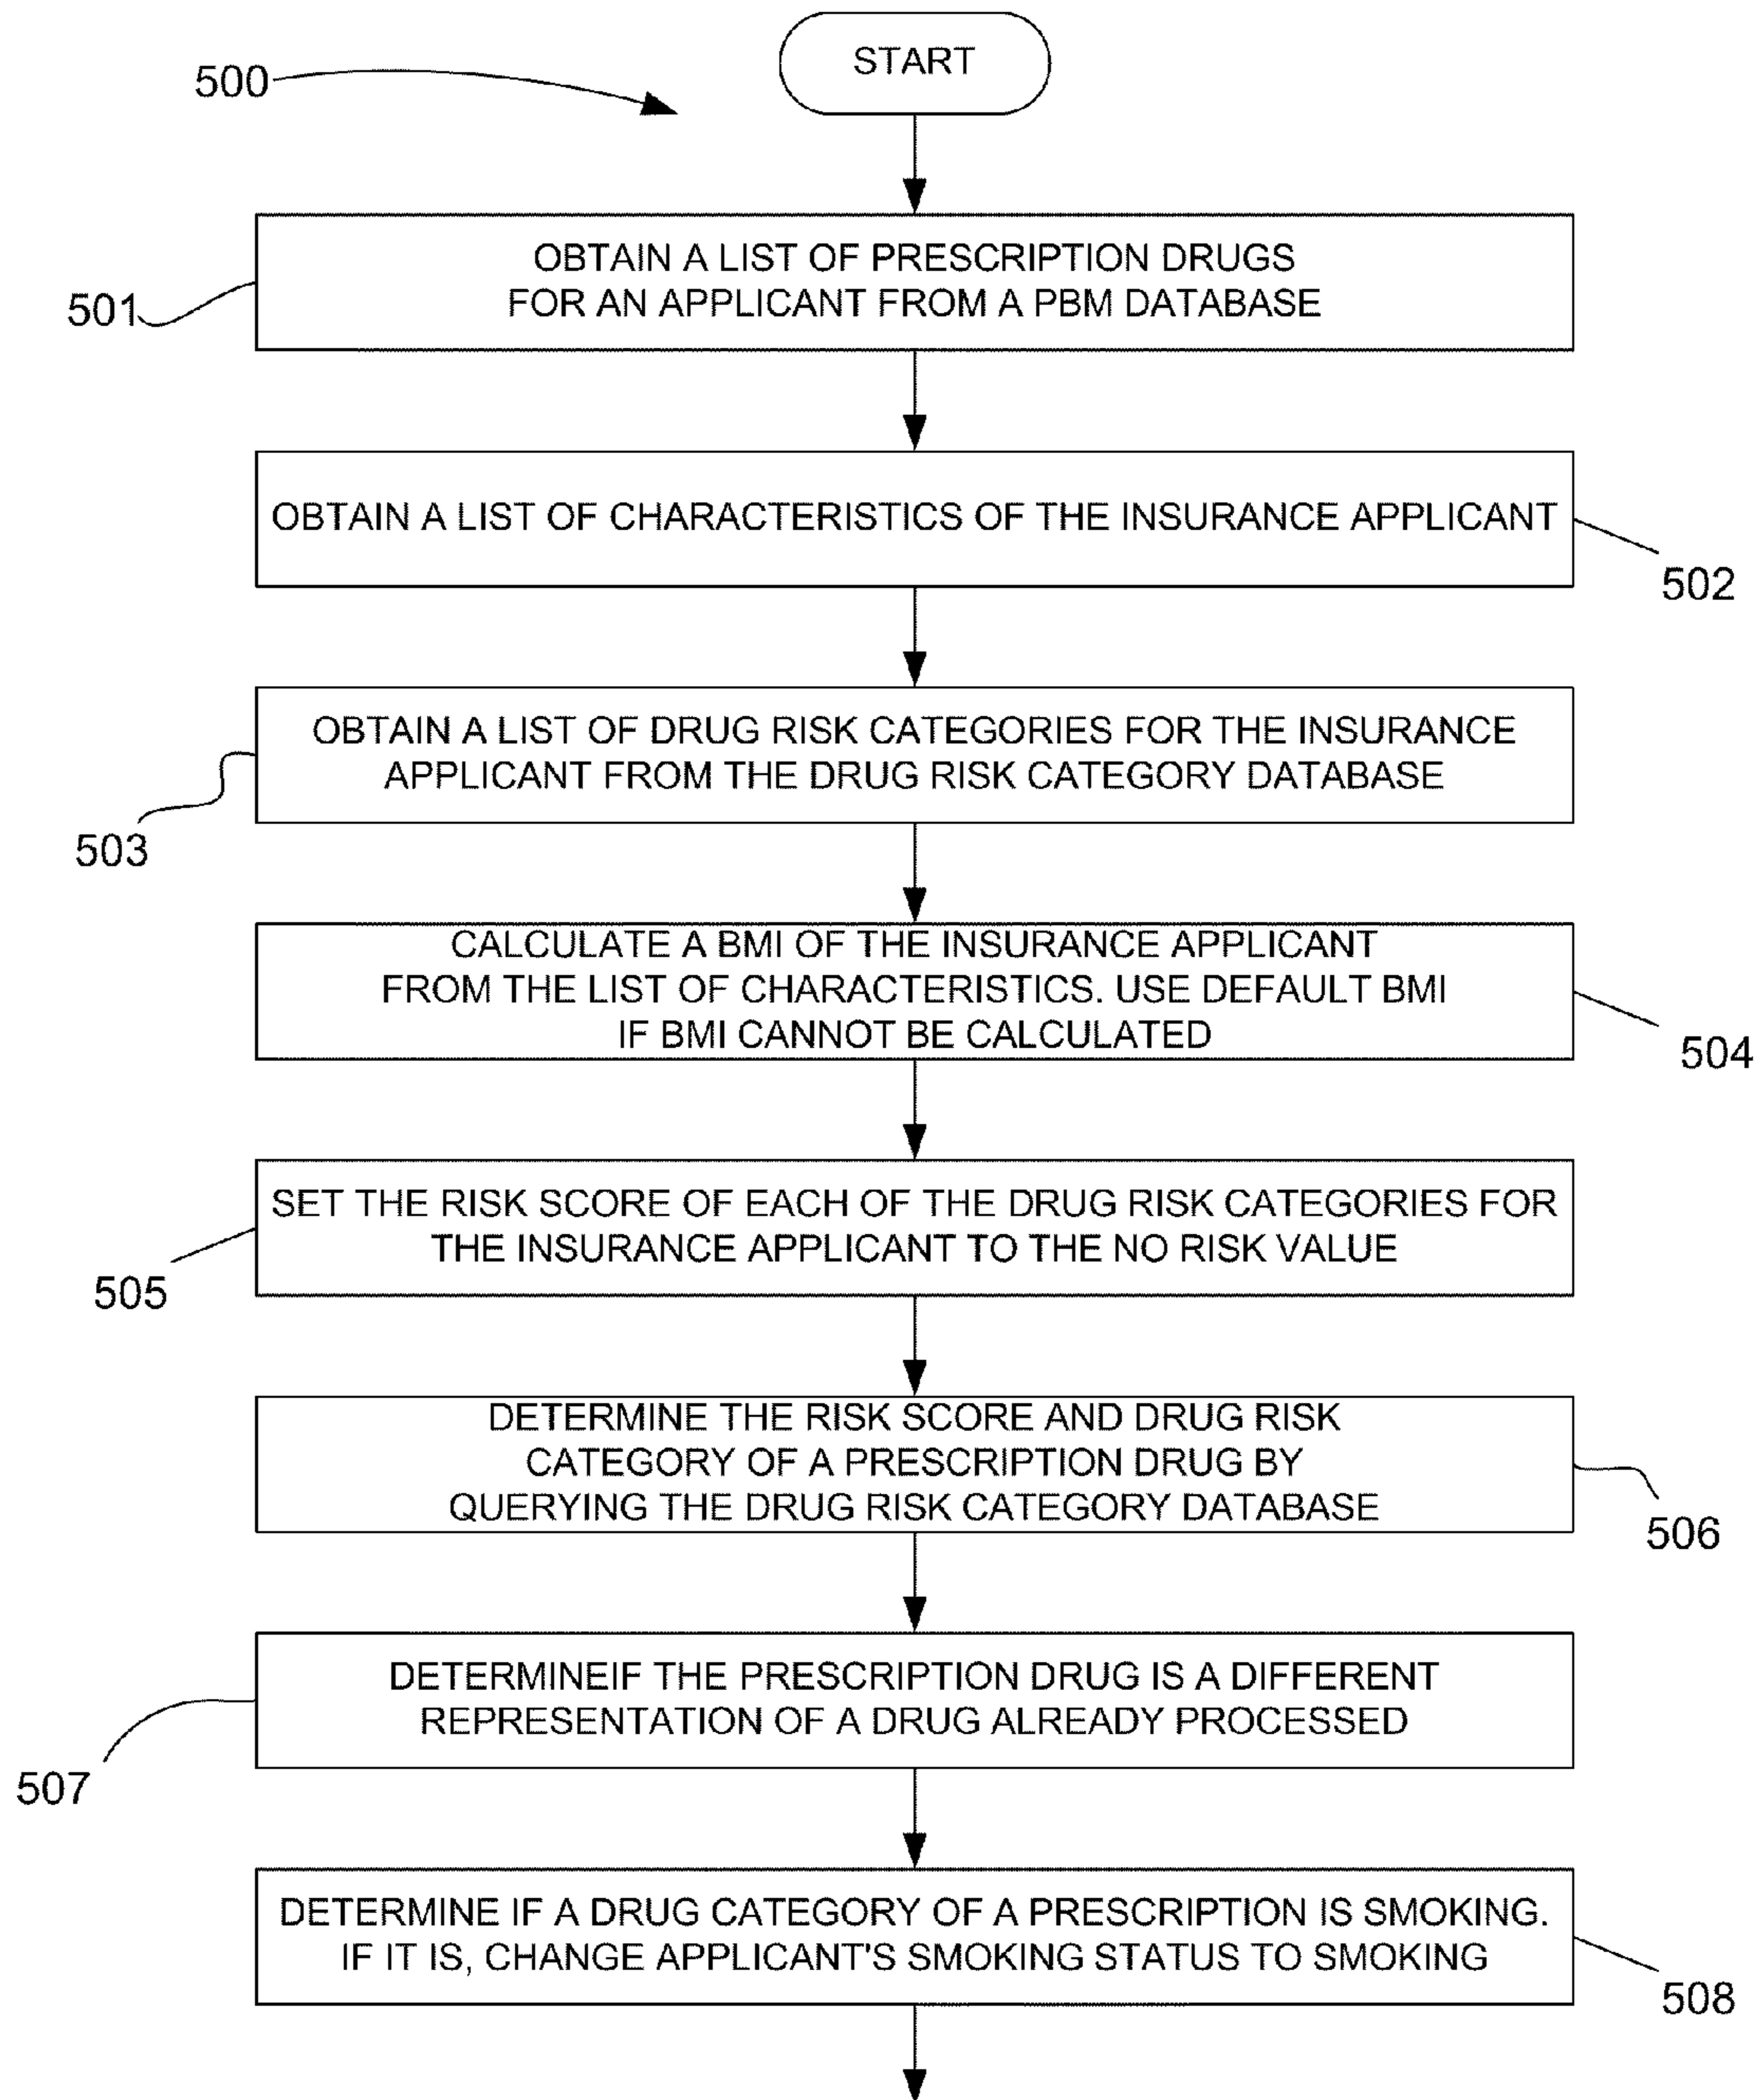 START
500
OBTAIN A LIST OF PRESCRIPTION DRUGS
FOR AN APPLICANT FROM A PBM DATABASE
501
OBTAIN A LIST OF CHARACTERISTICS OF THE INSURANCE APPLICANT
502
OBTAIN A LIST OF DRUG RISK CATEGORIES FOR THE INSURANCE
APPLICANT FROM THE DRUG RISK CATEGORY DATABASE
503
CALCULATE A BMI OF THE INSURANCE APPLICANT
FROM THE LIST OF CHARACTERISTICS. USE DEFAULT BMI
IF BMI CANNOT BE CALCULATED
504
SET THE RISK SCORE OF EACH OF THE DRUG RISK CATEGORIES FOR
THE INSURANCE APPLICANT TO THE NO RISK VALUE
505
DETERMINE THE RISK SCORE AND DRUG RISK
CATEGORY OF A PRESCRIPTION DRUG BY
QUERYING THE DRUG RISK CATEGORY DATABASE
506
DETERMINEIF THE PRESCRIPTION DRUG IS A DIFFERENT
REPRESENTATION OF A DRUG ALREADY PROCESSED
507
DETERMINE IF A DRUG CATEGORY OF A PRESCRIPTION IS SMOKING.
IF IT IS, CHANGE APPLICANT'S SMOKING STATUS TO SMOKING
508